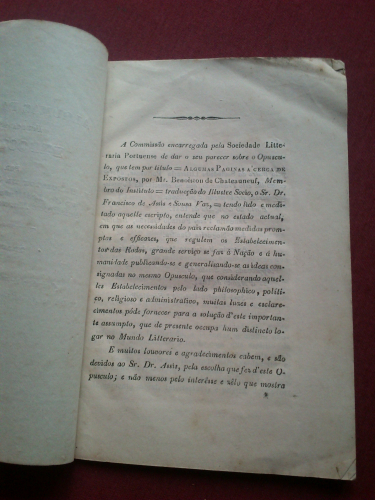 A Commissão encarregada pela Sociedade Litte-
raria Portuense de dar o seu parecer sobre o Opuscu-
lo, que tem por titulo = ALGUMAS PAGINAS A CERCA DE
EXPOSTOS, por Mr. Benoiston de Chateauneuf, Mem-
bro do Instituto = traducção do Illustre Socio, o Sr. Dr.
Francisco de Assis e Sousa Vaz, = tendo lido e medi-
tado aquelle escripto, entende que no estado actual,
em que as necessidades do paiz reclamão medidas prom-
ptas e efficazes, que regulem os Estabelecimen-
tos das Rodas, grande serviço se faz á Nação e á hu-
manidade publicando-se e generalisando-se as ideas con-
signadas no mesmo Opusculo, que considerando aquel-
les Estabelecimentos pelo lado philosophico, politi-
co, religioso e administrativo, muitas luzes e esclare-
cimentos póde fornecer para a solução d'este importan-
te assumpto, que de presente occupa hum distincto lo-
gar no Mundo Litterario.
E muitos louvores e agradecimentos cabem, e são
devidos ao Sr. Dr. Assis, pela escolha que fez d'este O-
pusculo; e não menos pelo interêsse e zêlo que mostra